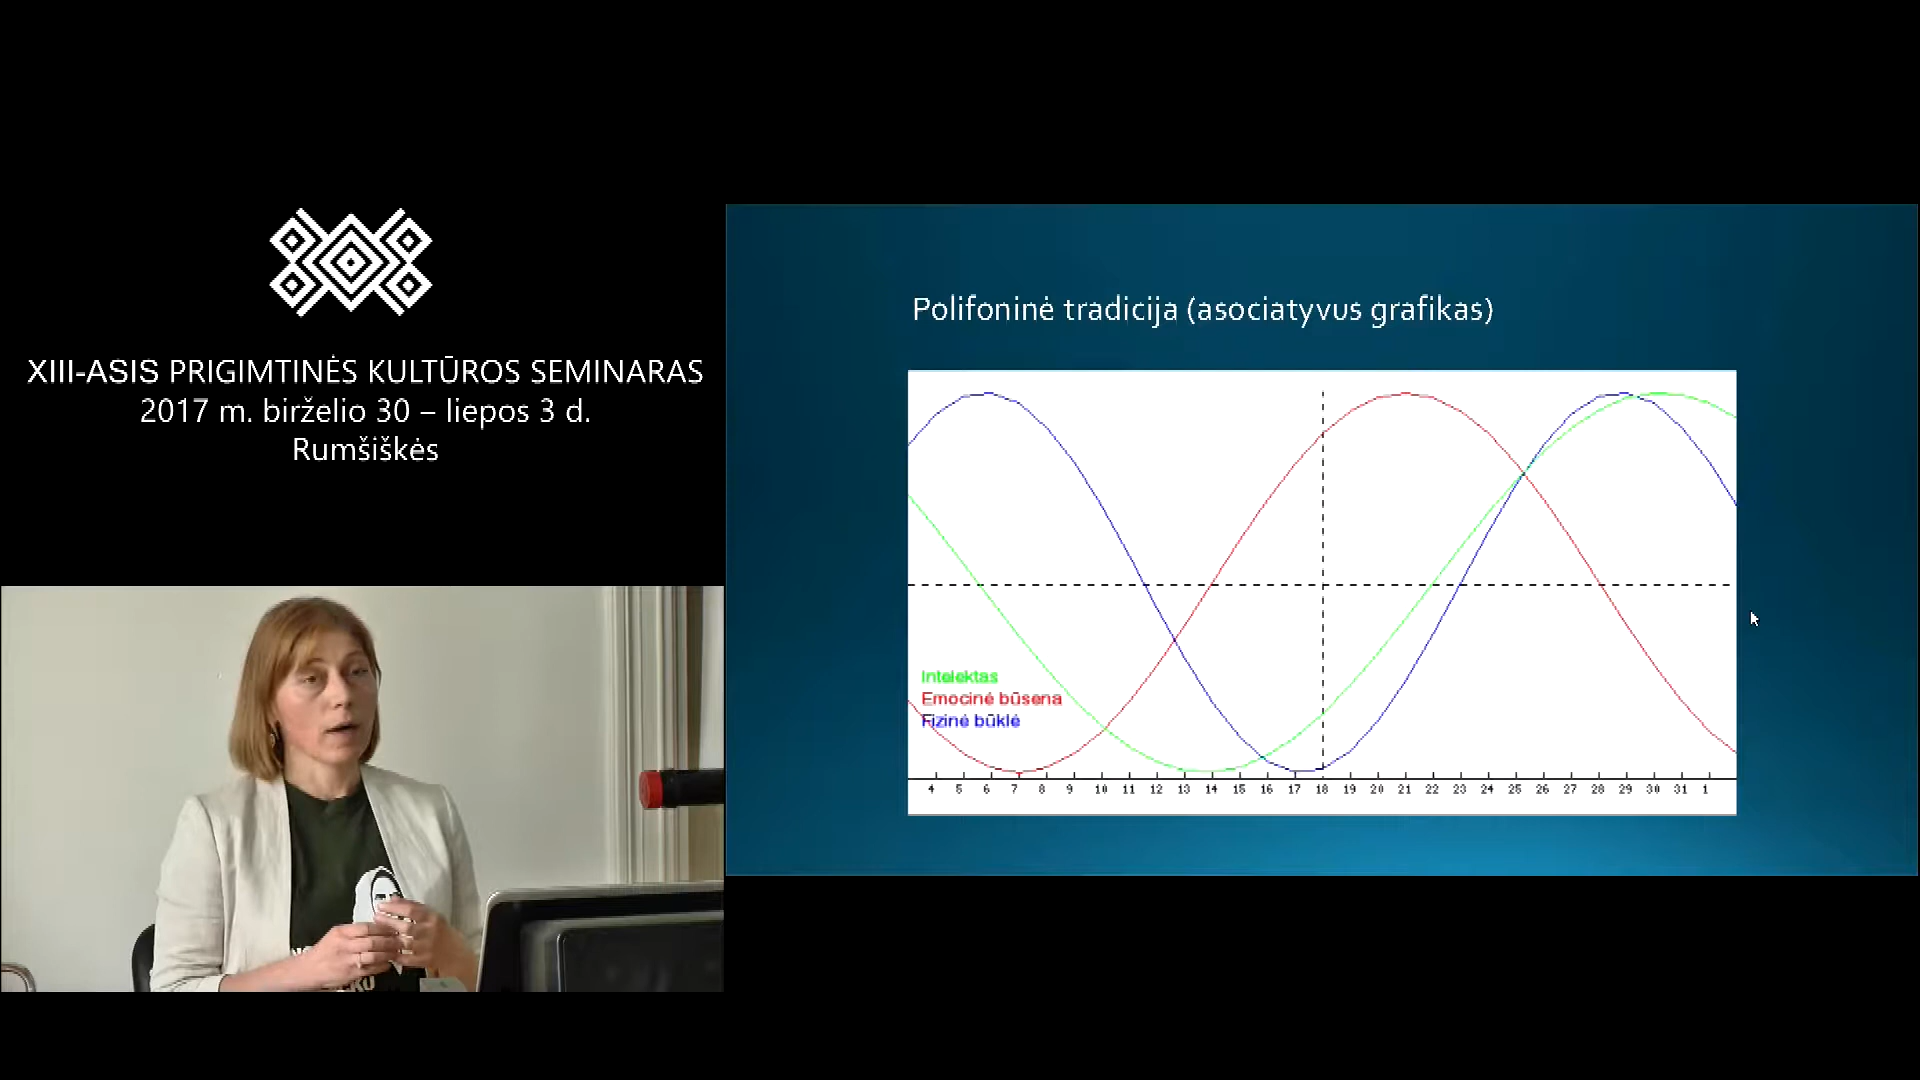 XIII-ASIS PRIGIMTINĖS KULTŪROS SEMINARAS
2017 m. birželio 30 – liepos 3 d.
Rumšiškės
Polifoninė tradicija (asociatyvus grafikas)
Intelektas
Emocinė būsena
Fizinė būklė
4 5 6 7 8 9 10 11 12 13 14 15 16 17 18 19 20 21 22 23 24 25 26 27 28 29 30 31 1